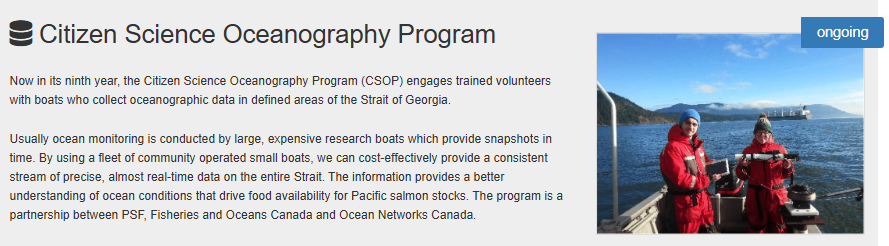 Citizen Science Oceanography Program
ongoing
Now in its ninth year, the Citizen Science Oceanography Program (CSOP) engages trained volunteers
with boats who collect oceanographic data in defined areas of the Strait of Georgia.
Usually ocean monitoring is conducted by large, expensive research boats which provide snapshots in
time. By using a fleet of community operated small boats, we can cost-effectively provide a consistent
stream of precise, almost real-time data on the entire Strait. The information provides a better
understanding of ocean conditions that drive food availability for Pacific salmon stocks. The program is a
partnership between PSF, Fisheries and Oceans Canada and Ocean Networks Canada.